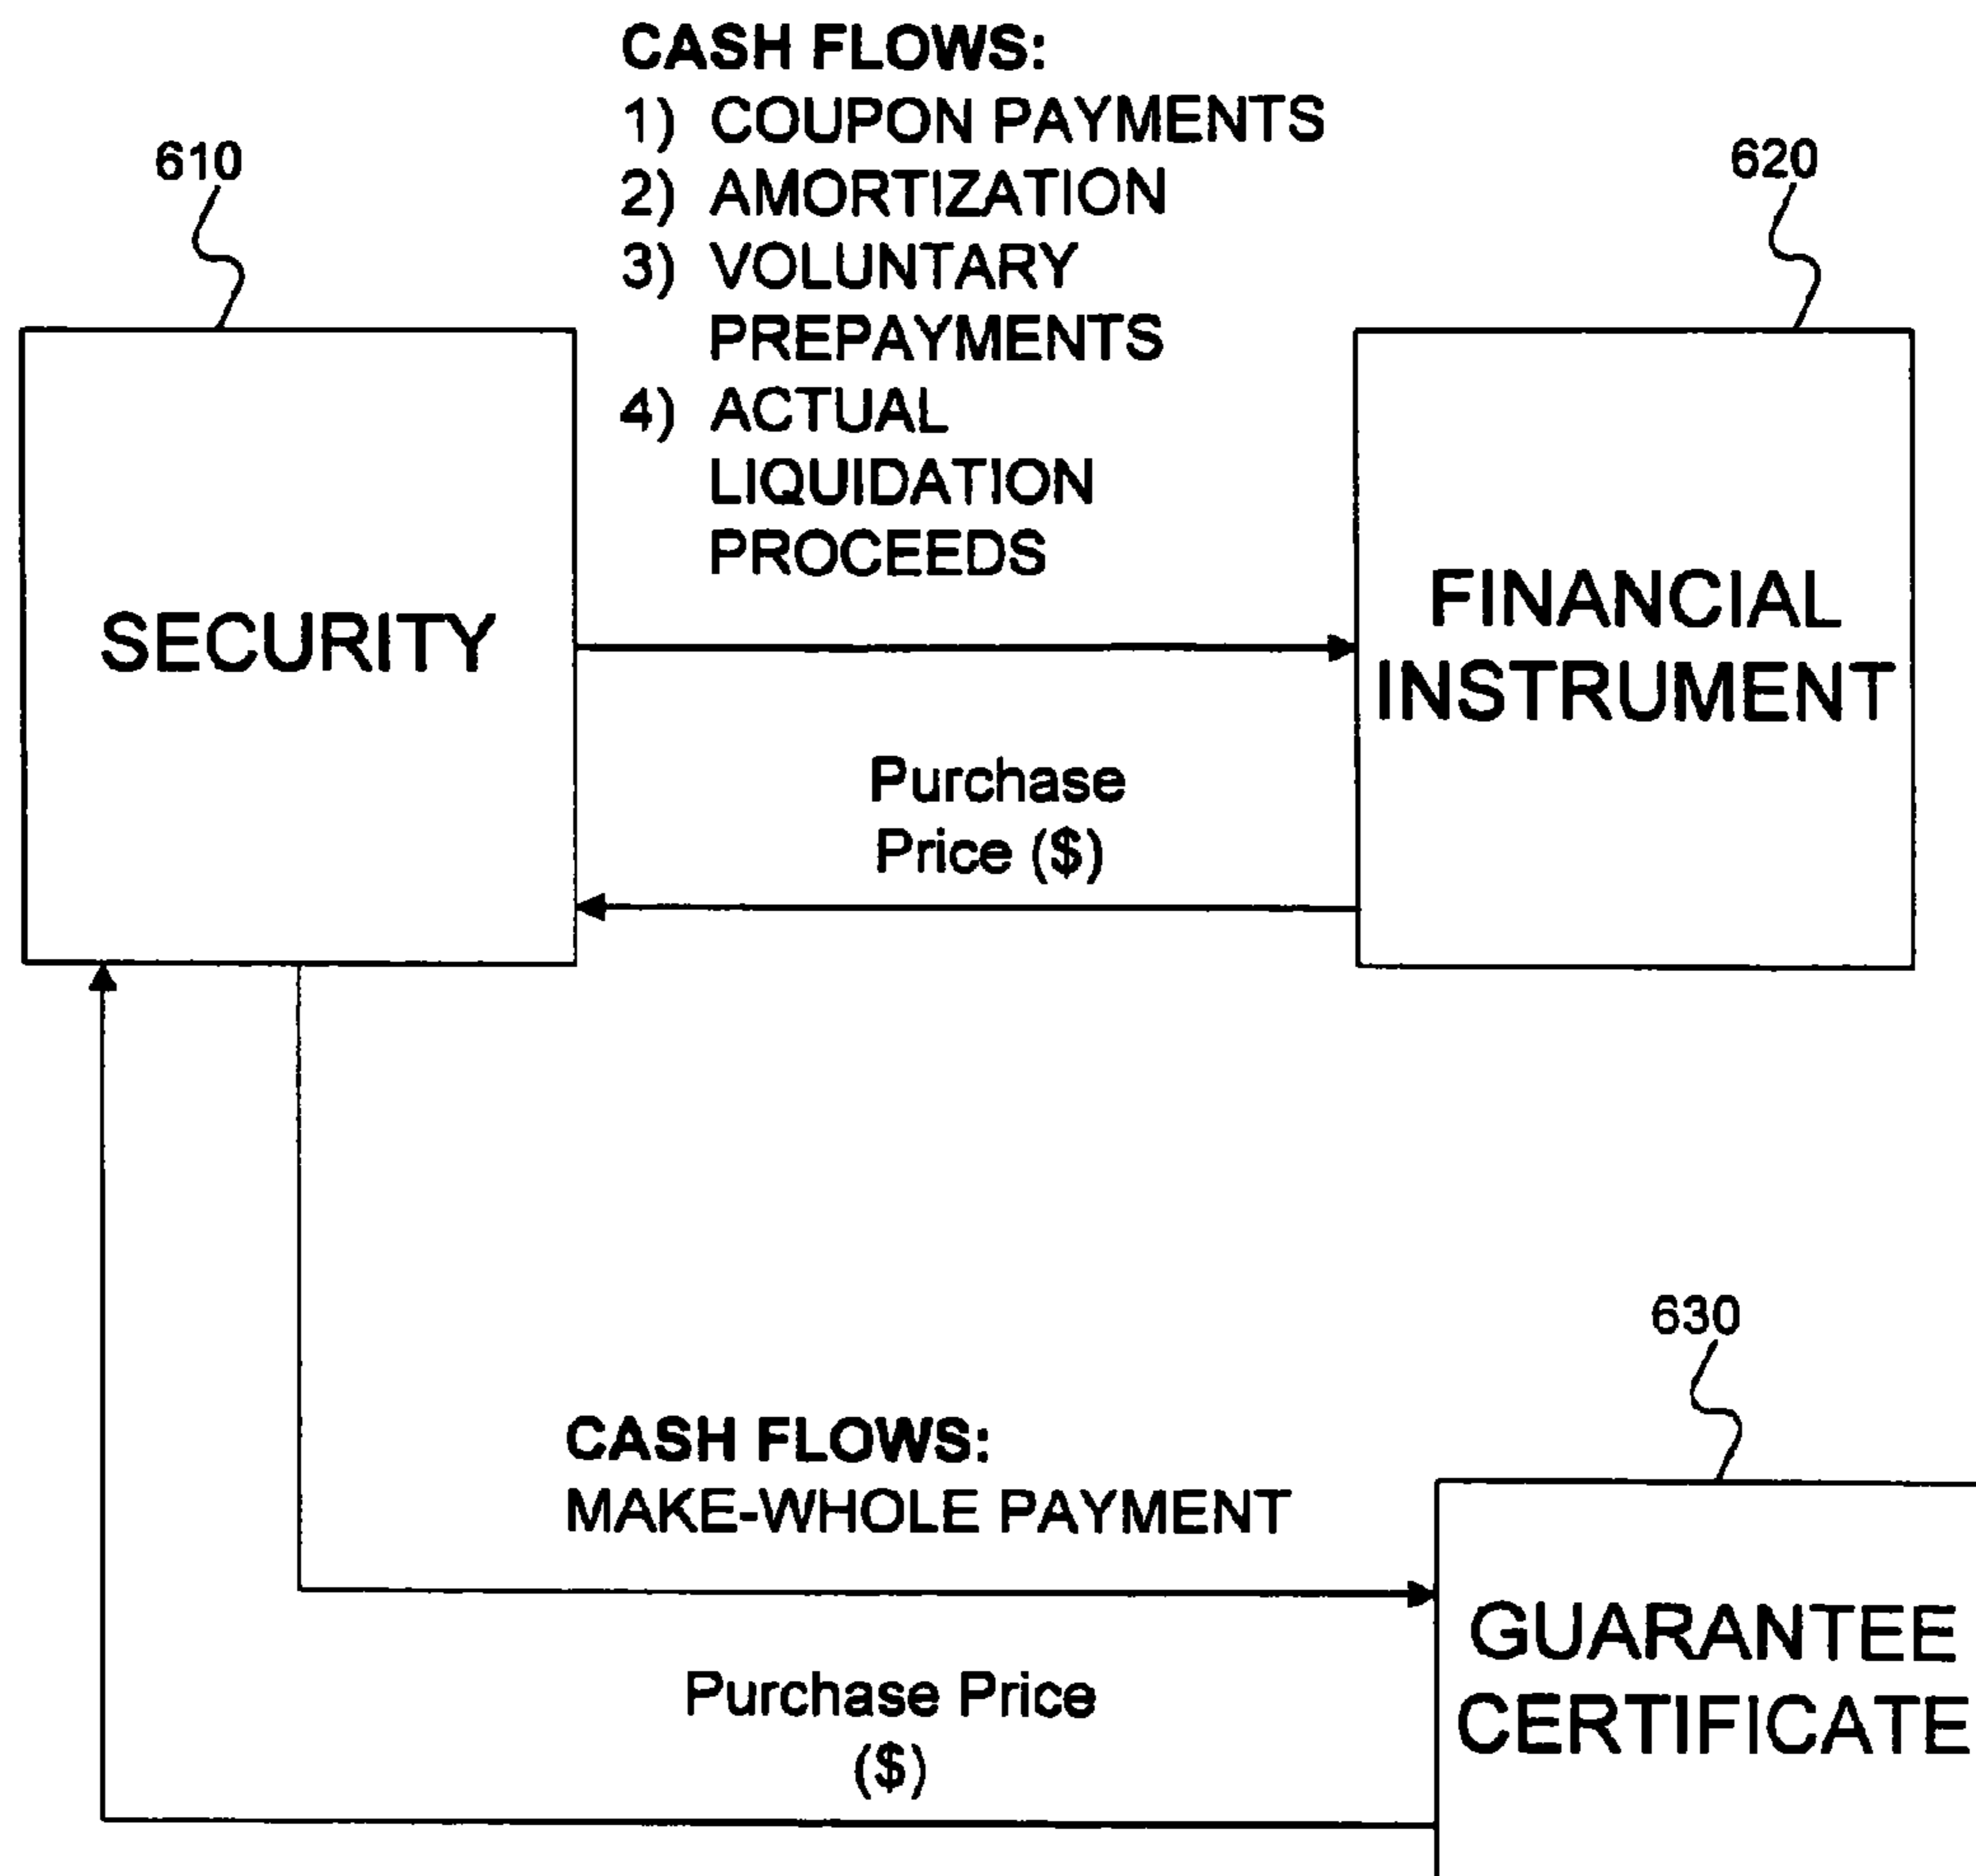 CASH FLOWS:
1) COUPON PAYMENTS
2) AMORTIZATION
3) VOLUNTARY
PREPAYMENTS
4) ACTUAL
LIQUIDATION
PROCEEDS
610
620
SECURITY
FINANCIAL
INSTRUMENT
Purchase
Price ($)
630
CASH FLOWS:
MAKE-WHOLE PAYMENT
GUARANTEE
CERTIFICATE
Purchase Price
($)